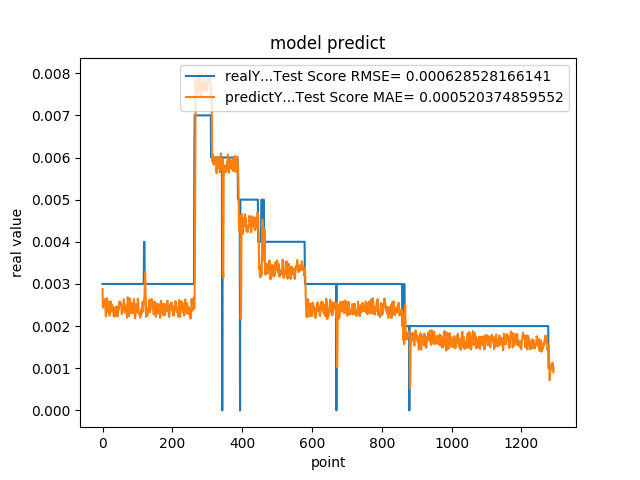 model predict
realY...Test Score RMSE= 0.000628528166141
predictY...Test Score MAE= 0.000520374859552
real value
0.008
0.007
0.006
0.005
0.004
0.003
0.002
0.001
0.000
0 200 400 600 800 1000 1200
point